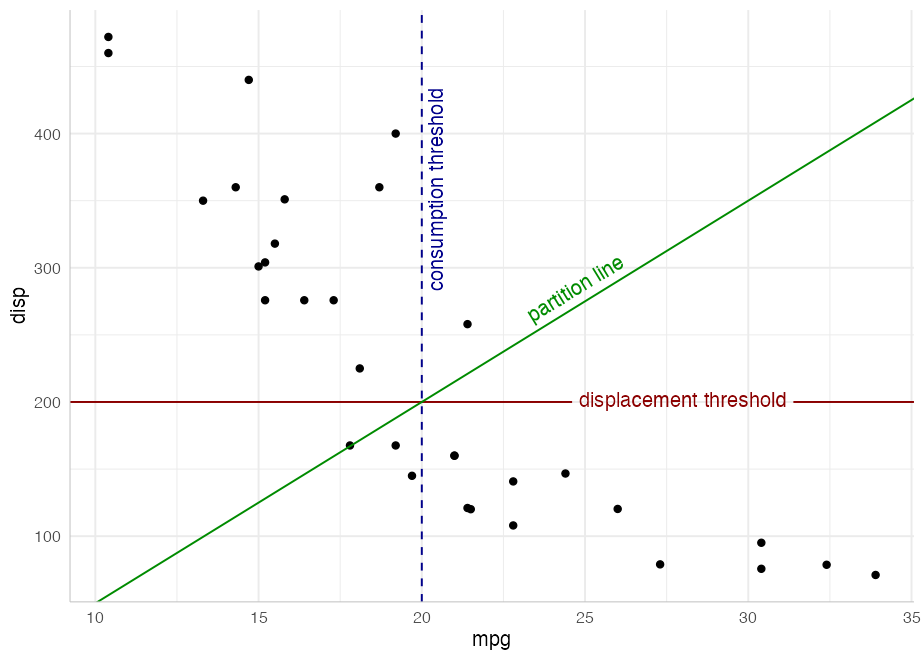 400
300
200
100
disp
consumption threshold
partition line
displacement threshold
10
15
20
25
30
35
mpg